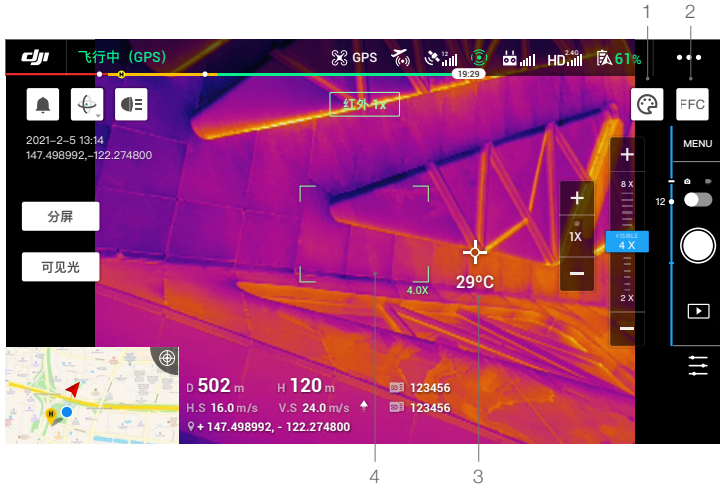 1
2
dji
飞行中（GPS）
GPS
12
HD
2.4G
61%
19:29
H
红外 1x
FFC
2021-2-5 13:14
147.498992,-122.274800
MENU
8 X
12
分屏
IR
1X
VISIBLE
4 X
可见光
29°C
4.0X
2 X
D 502 m
H 120 m
SD 123456
H.S 16.0 m/s
V.S 24.0 m/s
SD 123456
+ 147.498992, - 122.274800
H
4
3